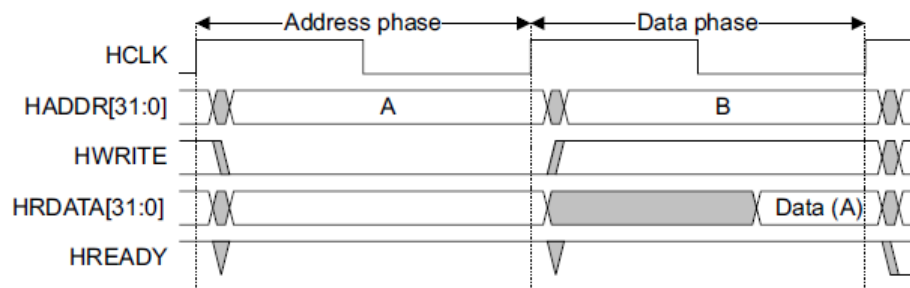 Address phase Data phase
HCLK
HADDR[31:0] A B
HWRITE
HRDATA[31:0] Data (A)
HREADY